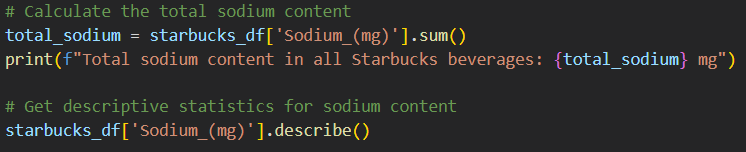 # Calculate the total sodium content
total_sodium = starbucks_df['Sodium_(mg)'].sum()
print(f"Total sodium content in all Starbucks beverages: {total_sodium} mg")
# Get descriptive statistics for sodium content
starbucks_df['Sodium_(mg)'].describe()